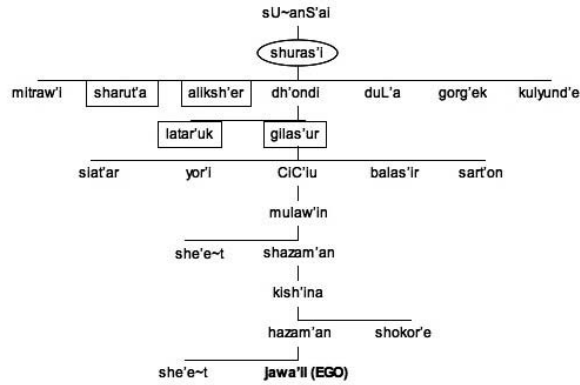 sU~anS'ai
shuras'i
mitraw'i sharut'a aliksh'er dh'ondi duL'a gorg'ek kulyund'e
latar'uk gilas'ur
siat'ar yor'i CiC'iu balas'ir sart'on
mulaw'in
she'e~t shazam'an
kish'ina
hazam'an shokor'e
she'e~t jawa'il (EGO)